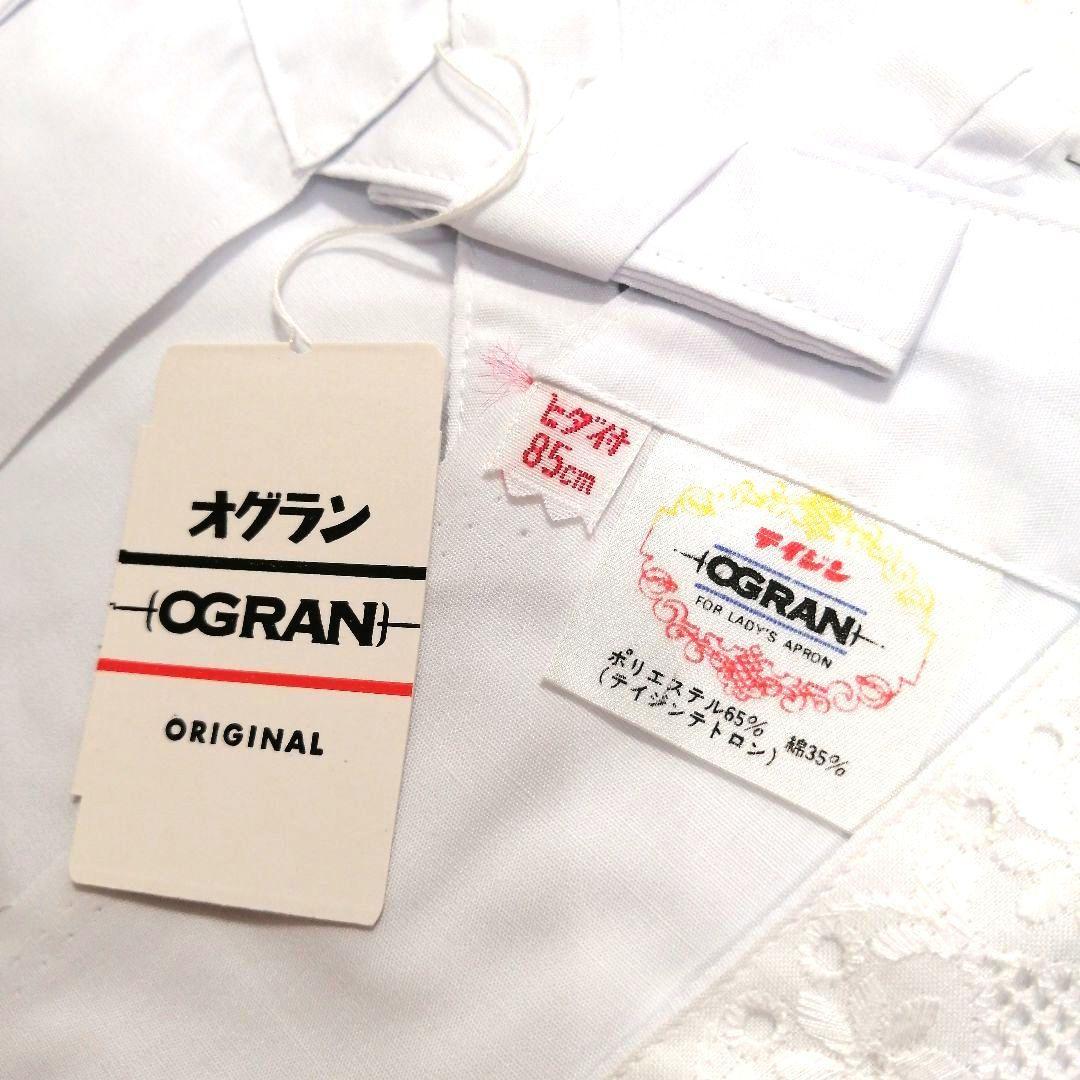 オグラン
OGRAN
ORIGINAL
ヒダ付
85cm
テイジン
OGRAN
FOR LADY'S APRON
ポリエステル65% 綿35%
(テイジンテトロン)